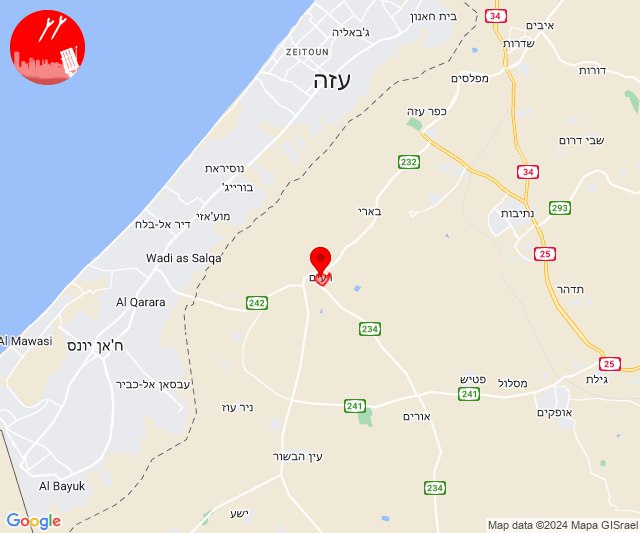 בית חאנון
34
איבים
ג'באליה
שדרות
ZEITOUN
עזה
מפלסים
דורות
כפר עזה
שבי דרום
232
נוסיראת
34
בורייג'
בארי
293
נתיבות
מוע'אזי
דיר אל-בלח
25
Wadi as Salqa
תדהר
Al Qarara
242
234
Al Mawasi
ח'אן יונס
25
גילת
פטיש
מסלול
עבסאן אל-כביר
241
ניר עוז
241
אופקים
אורים
עין הבשור
Al Bayuk
234
ישע
Google
Map data ©2024 Mapa GISrael